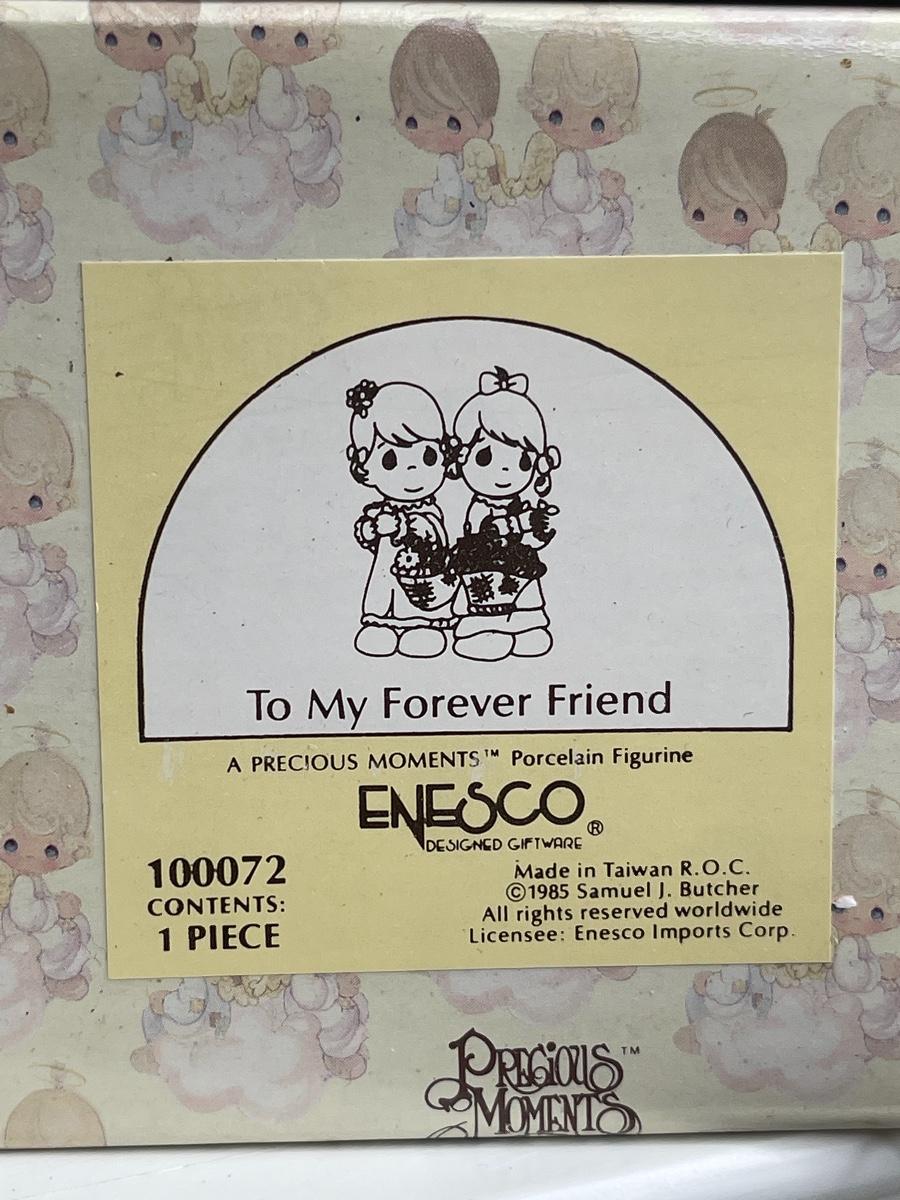 To My Forever Friend
A PRECIOUS MOMENTS™ Porcelain Figurine
ENESCO®
DESIGNED GIFTWARE
100072
CONTENTS:
1 PIECE
Made in Taiwan R.O.C.
©1985 Samuel J. Butcher
All rights reserved worldwide
Licensee: Enesco Imports Corp.
PRECIOUS™
MOMENTS